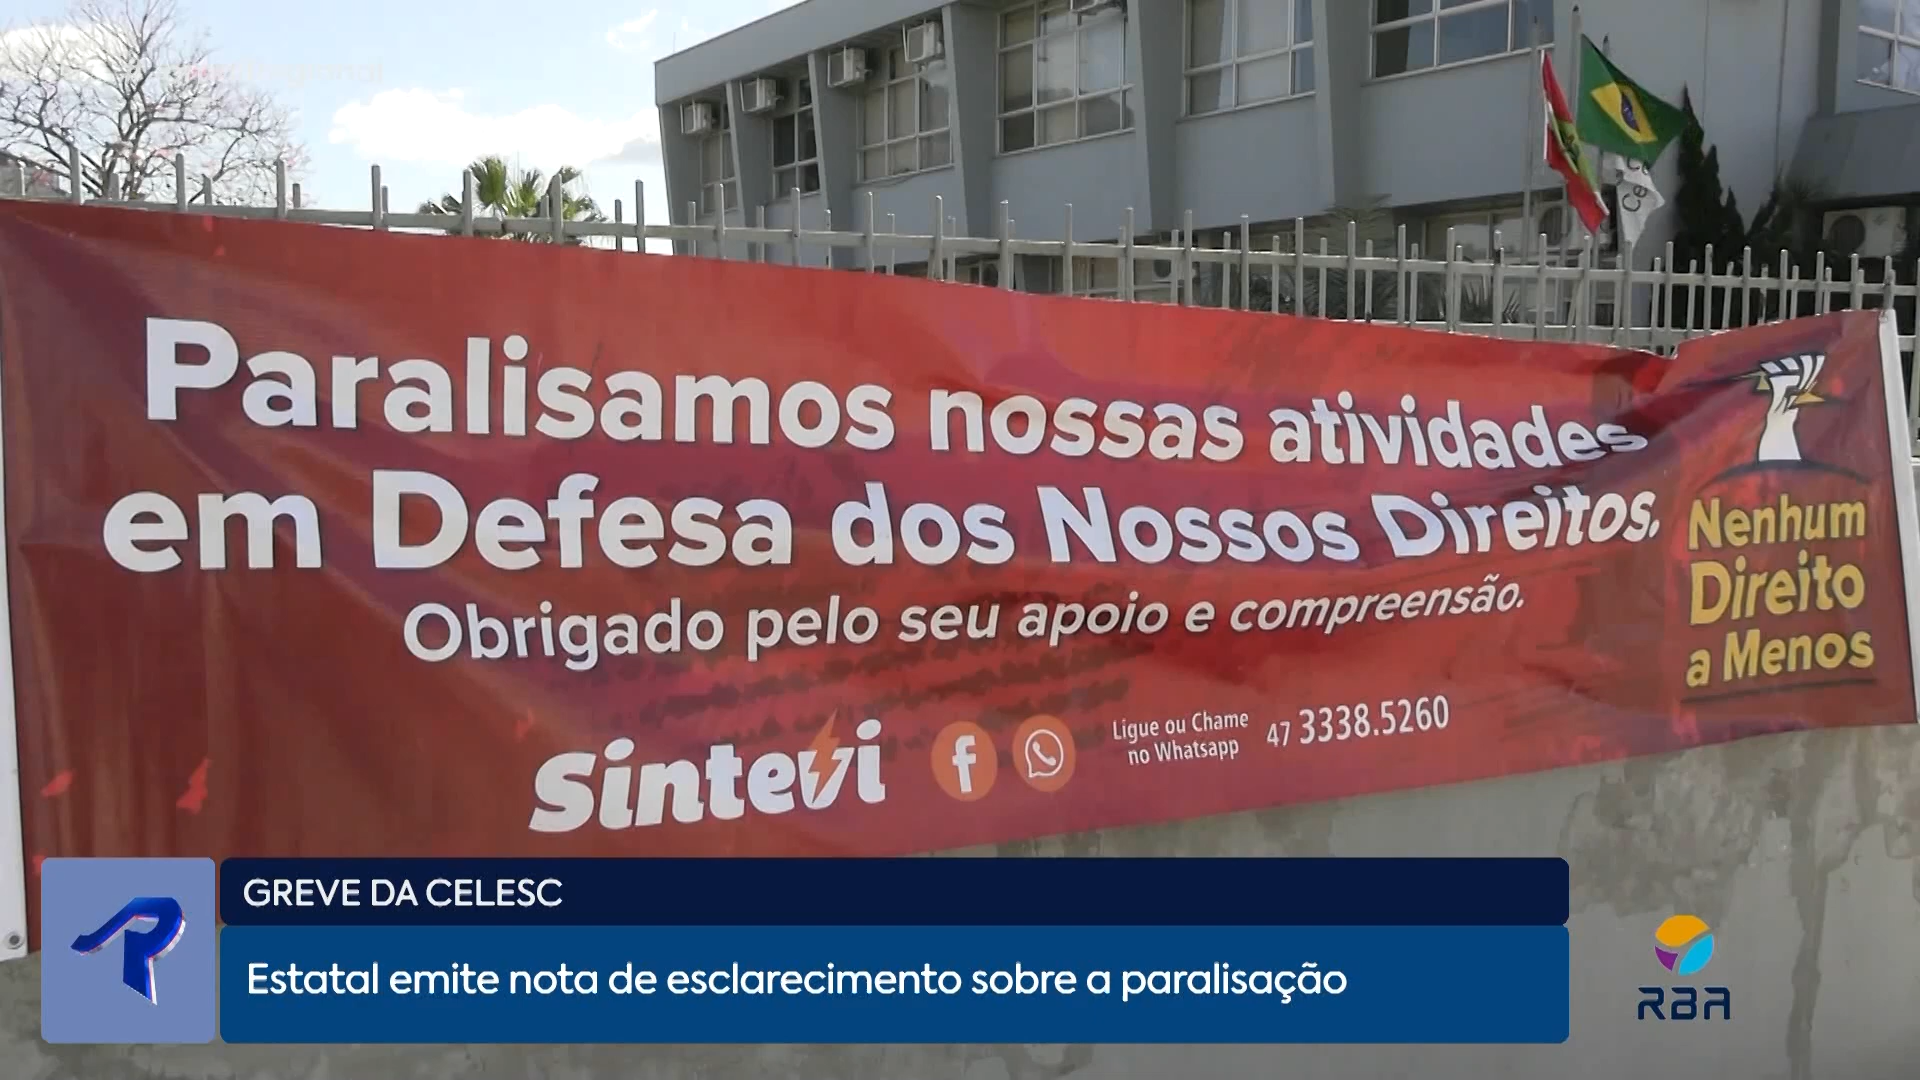 Paralisamos nossas atividades
em Defesa dos Nossos Direitos.
Obrigado pelo seu apoio e compreensão.
Nenhum
Direito
a Menos
Sintevi
Ligue ou Chame
no Whatsapp
47 3338.5260
GREVE DA CELESC
Estatal emite nota de esclarecimento sobre a paralisação
RBA